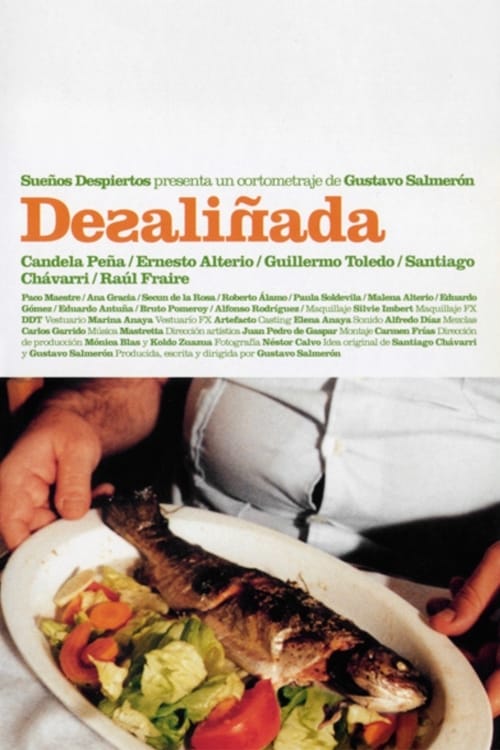 Sueños Despiertos presenta un cortometraje de Gustavo Salmerón
Desaliñada
Candela Peña / Ernesto Alterio / Guillermo Toledo / Santiago
Chávarri / Raúl Fraire
Paco Maestre / Ana Gracia / Secun de la Rosa / Roberto Álamo / Paula Soldevila / Malena Alterio / Eduardo
Gómez / Eduardo Antuña / Bruto Pomeroy / Alfonso Rodríguez / Maquillaje Silvie Imbert Maquillaje FX
DDT Vestuario Marina Anaya Vestuario FX Artefacto Casting Elena Anaya Sonido Alfredo Díaz Mezclas
Carlos Garrido Música Mastretta Dirección artística Juan Pedro de Gaspar Montaje Carmen Frías Dirección
de producción Mónica Blas y Koldo Zuazua Fotografía Néstor Calvo Idea original de Santiago Chávarri
y Gustavo Salmerón Producida, escrita y dirigida por Gustavo Salmerón